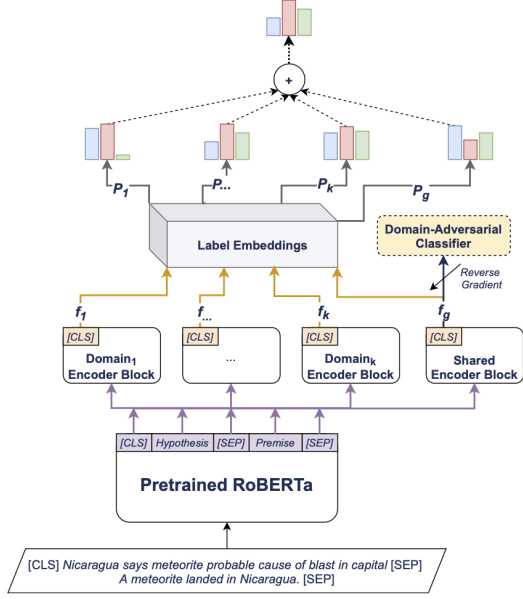 +
P1 P... Pk Pg
Label Embeddings
Domain-Adversarial
Classifier
Reverse
Gradient
f1 f... fk fg
[CLS] [CLS] [CLS] [CLS]
Domain1
Encoder Block
...
Domaink
Encoder Block
Shared
Encoder Block
[CLS] Hypothesis [SEP] Premise [SEP]
Pretrained RoBERTa
[CLS] Nicaragua says meteorite probable cause of blast in capital [SEP]
A meteorite landed in Nicaragua. [SEP]